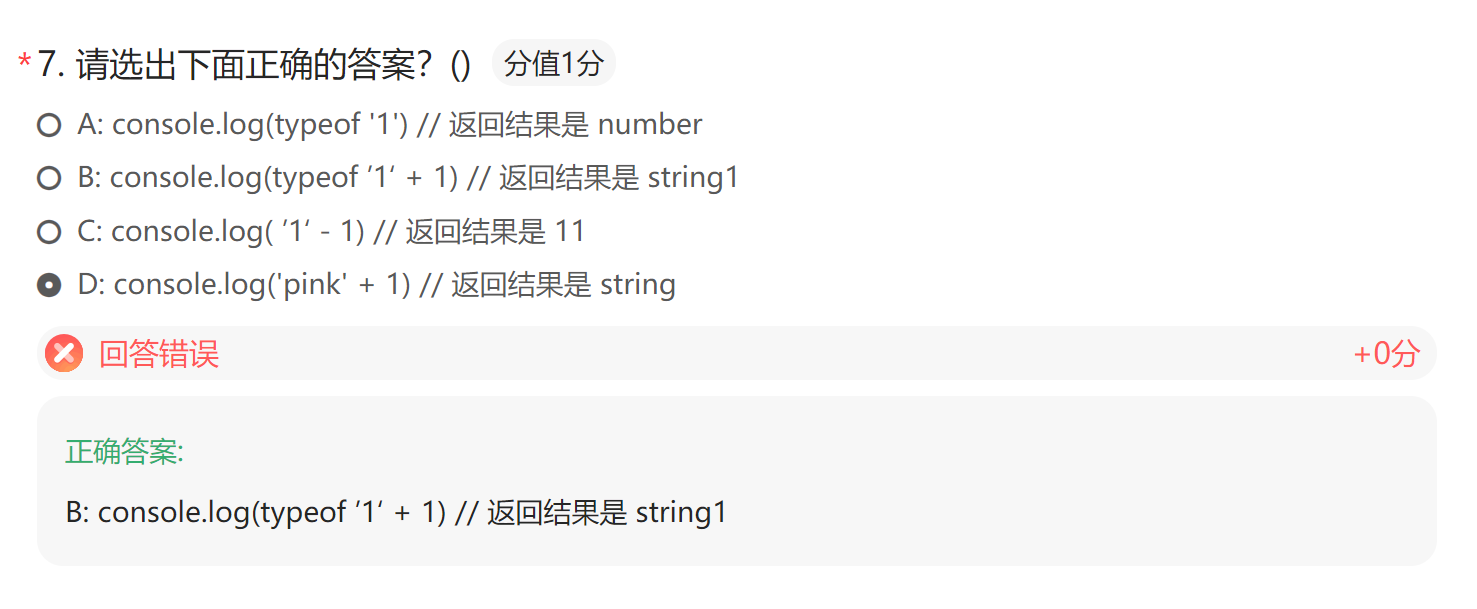 * 7. 请选出下面正确的答案？() 分值1分
A: console.log(typeof '1') // 返回结果是 number
B: console.log(typeof ’1‘ + 1) // 返回结果是 string1
C: console.log( ’1‘ - 1) // 返回结果是 11
D: console.log('pink' + 1) // 返回结果是 string
回答错误 +0分
正确答案:
B: console.log(typeof ’1‘ + 1) // 返回结果是 string1